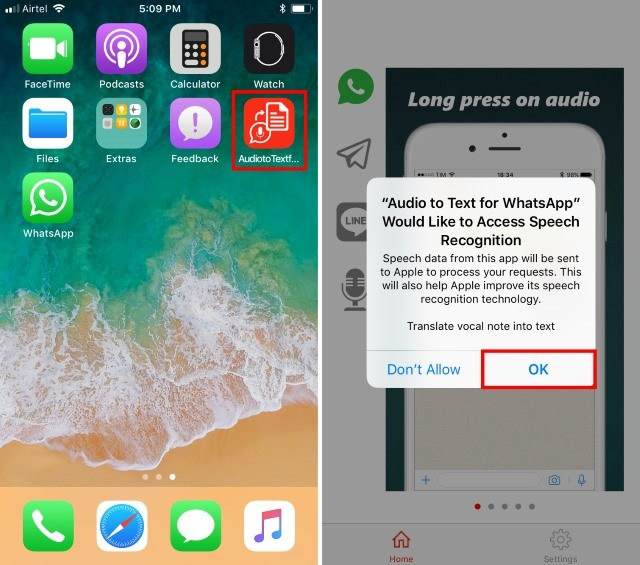 Airtel
5:09 PM
FaceTime
Podcasts
Calculator
Watch
Files
Extras
Feedback
AudiotoTextf...
WhatsApp
Long press on audio
TIM
18:34
98%
LINE
“Audio to Text for WhatsApp”
Would Like to Access Speech
Recognition
Speech data from this app will be sent
to Apple to process your requests. This
will also help Apple improve its speech
recognition technology.
Translate vocal note into text
Don’t Allow
OK
Home
Settings